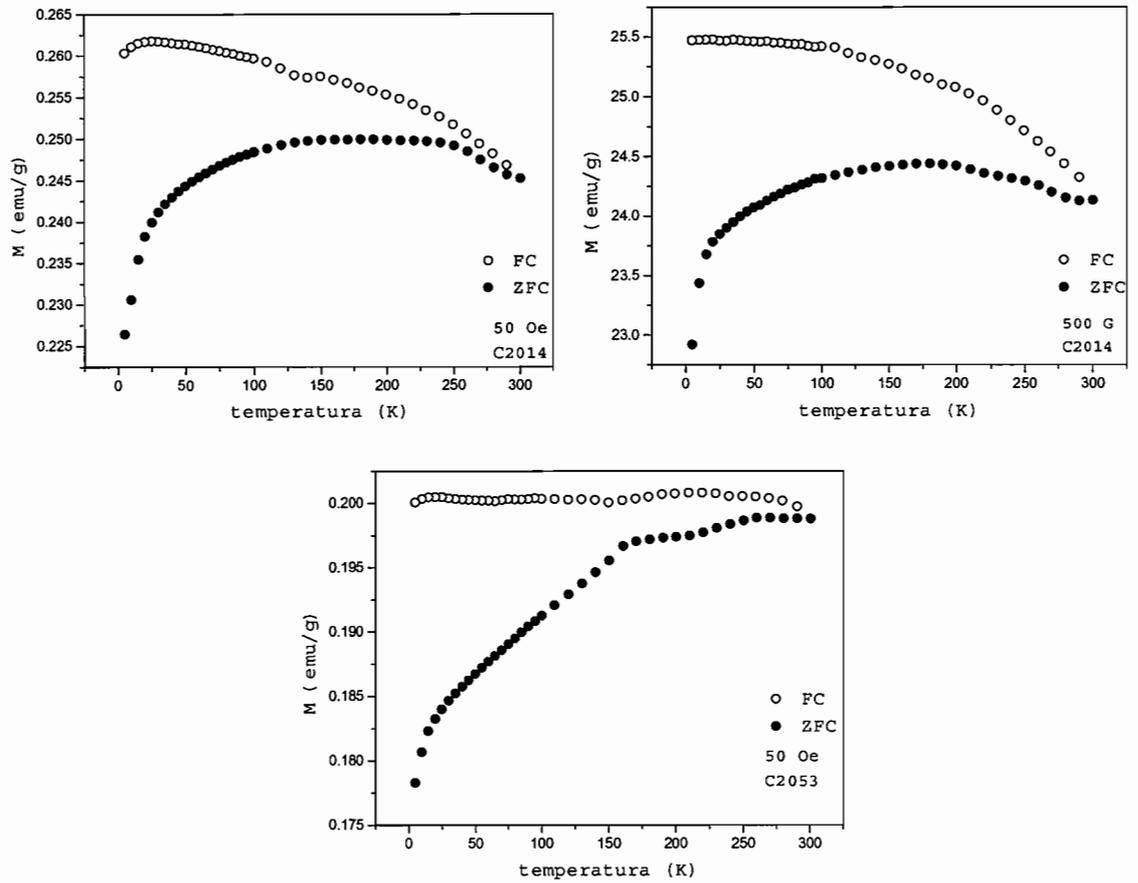 0.265
0.260
0.255
0.250
0.245
0.240
0.235
0.230
0.225
M (emu/g)
FC
ZFC
50 Oe
C2014
0 50 100 150 200 250 300
temperatura (K)
25.5
25.0
24.5
24.0
23.5
23.0
M (emu/g)
FC
ZFC
500 G
C2014
0 50 100 150 200 250 300
temperatura (K)
0.200
0.195
0.190
0.185
0.180
0.175
M (emu/g)
FC
ZFC
50 Oe
C2053
0 50 100 150 200 250 300
temperatura (K)